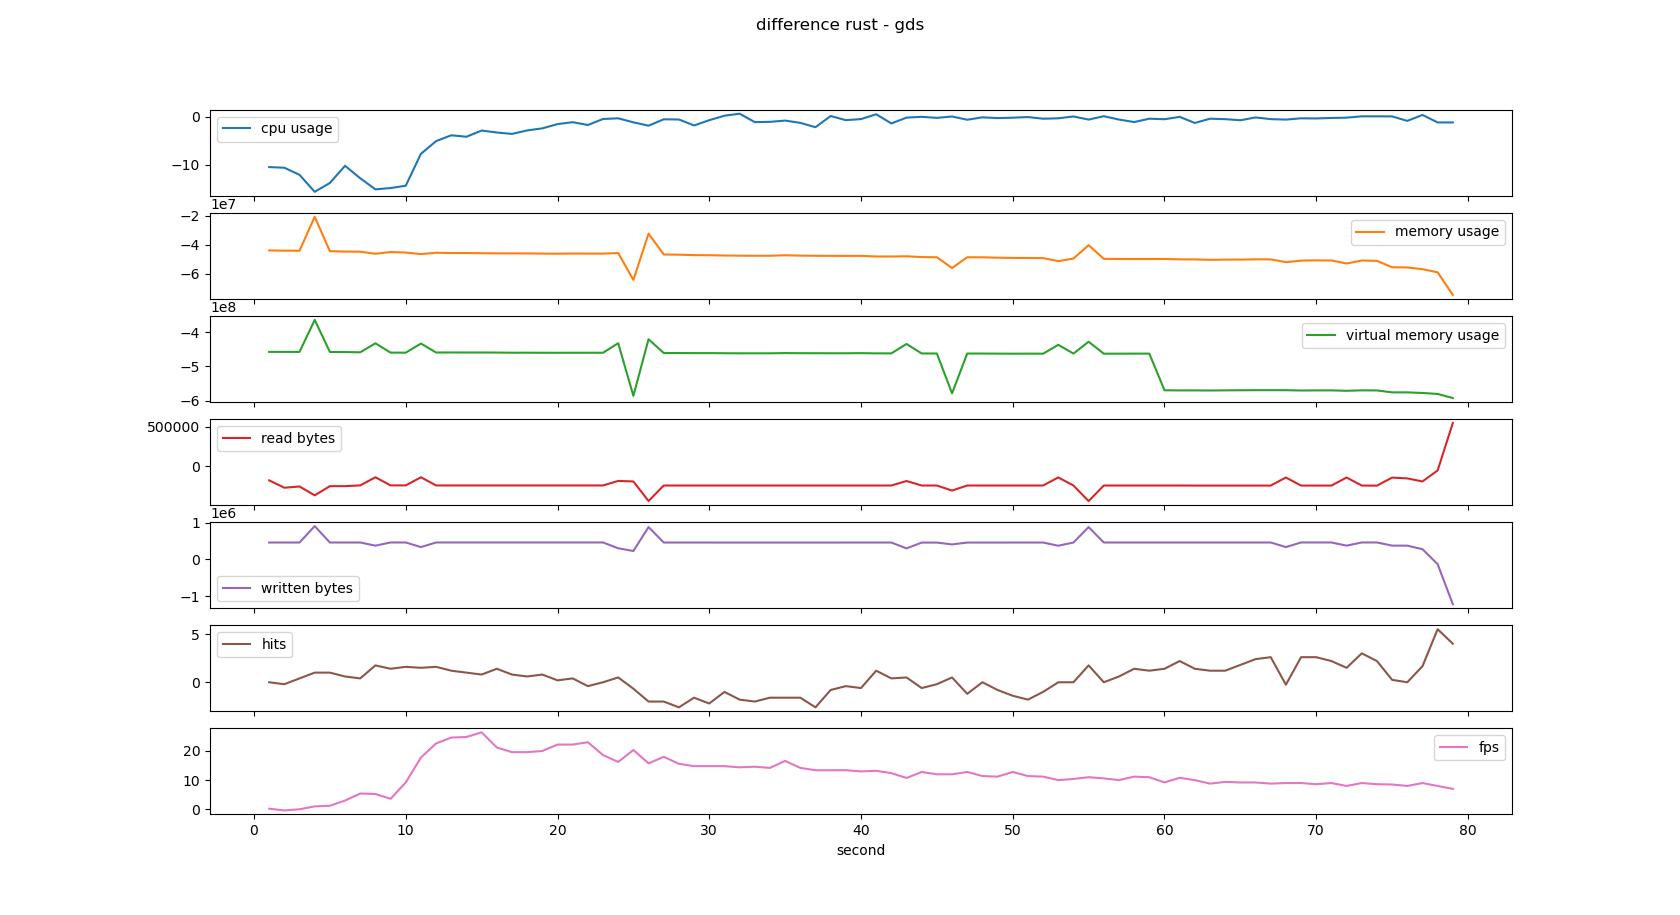 difference rust - gds
0
−10
cpu usage
1e7
−2
−4
−6
memory usage
1e8
−4
−5
−6
virtual memory usage
500000
0
read bytes
1e6
1
0
−1
written bytes
5
0
hits
20
10
0
fps
0 10 20 30 40 50 60 70 80
second